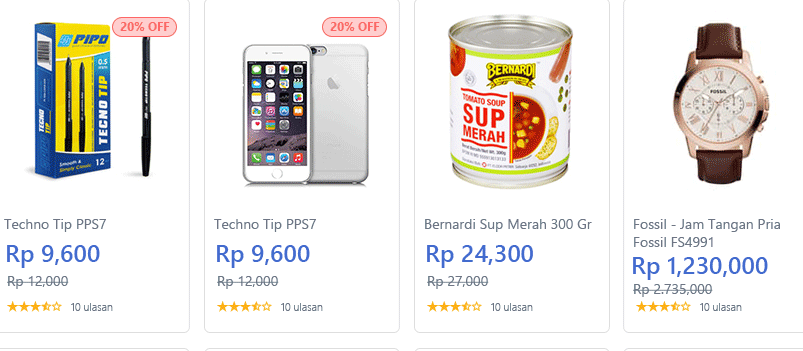 20% OFF
PIPO
0.5
TECNO TIP
TECNO TIP
Smooth &
Simply Classic
12
Techno Tip PPS7
Rp 9,600
Rp 12,000
10 ulasan
20% OFF
Techno Tip PPS7
Rp 9,600
Rp 12,000
10 ulasan
BERNARDI
TOMATO SOUP
SUP
MERAH
Bernardi Sup Merah 300 Gr
Rp 24,300
Rp 27,000
10 ulasan
FOSSIL
Fossil - Jam Tangan Pria
Fossil FS4991
Rp 1,230,000
Rp 2.735,000
10 ulasan